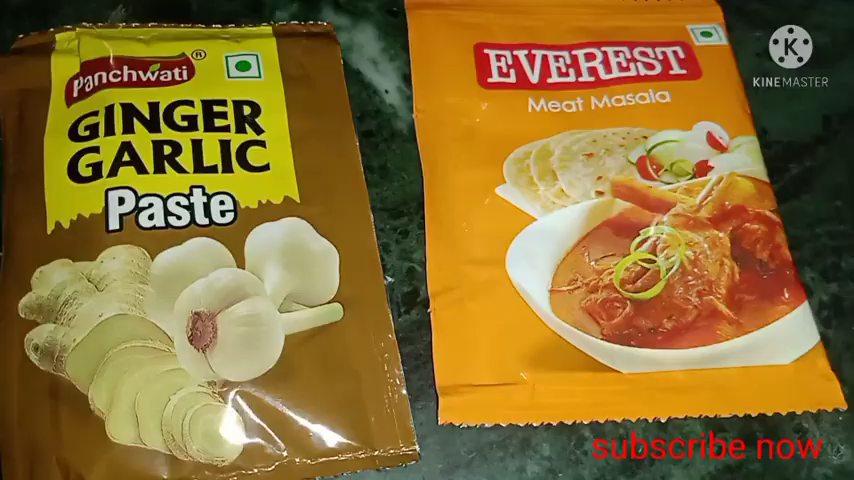 Panchwati®
GINGER
GARLIC
Paste
EVEREST
Meat Masala
K
KINEMASTER
subscribe now